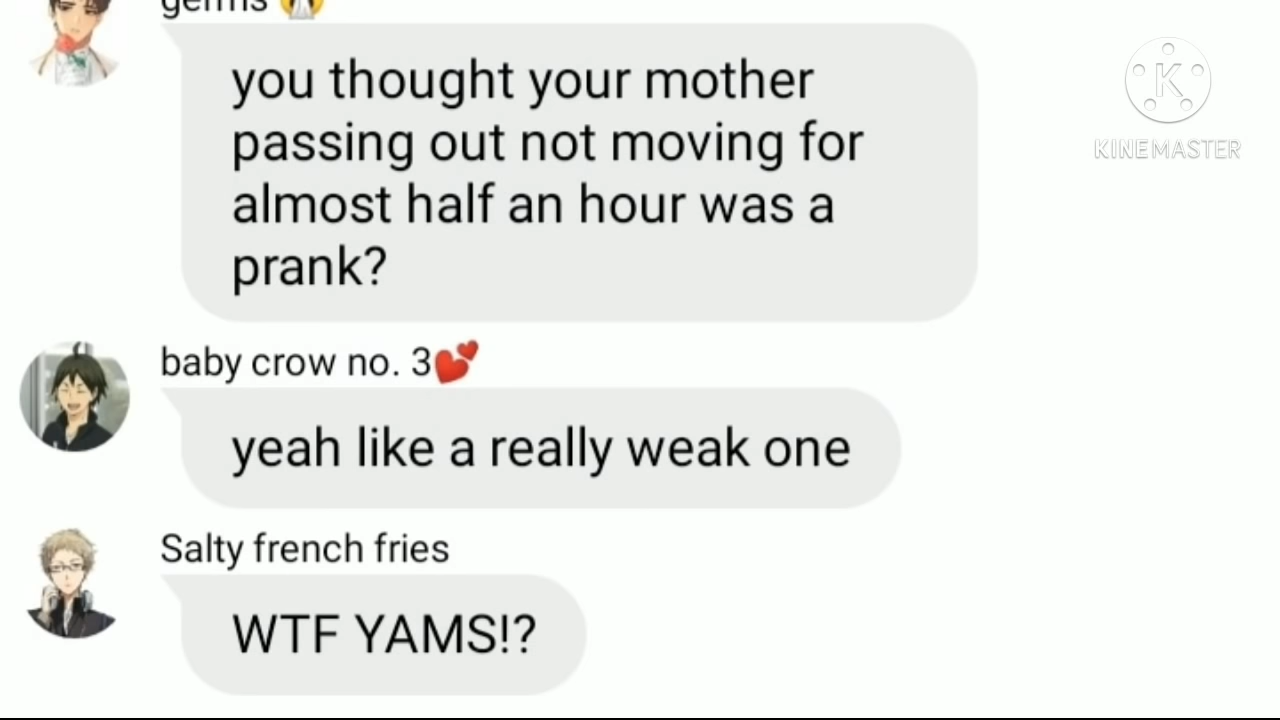 germs
you thought your mother
passing out not moving for
almost half an hour was a
prank?
baby crow no. 3💕
yeah like a really weak one
Salty french fries
WTF YAMS!?
K
KINEMASTER